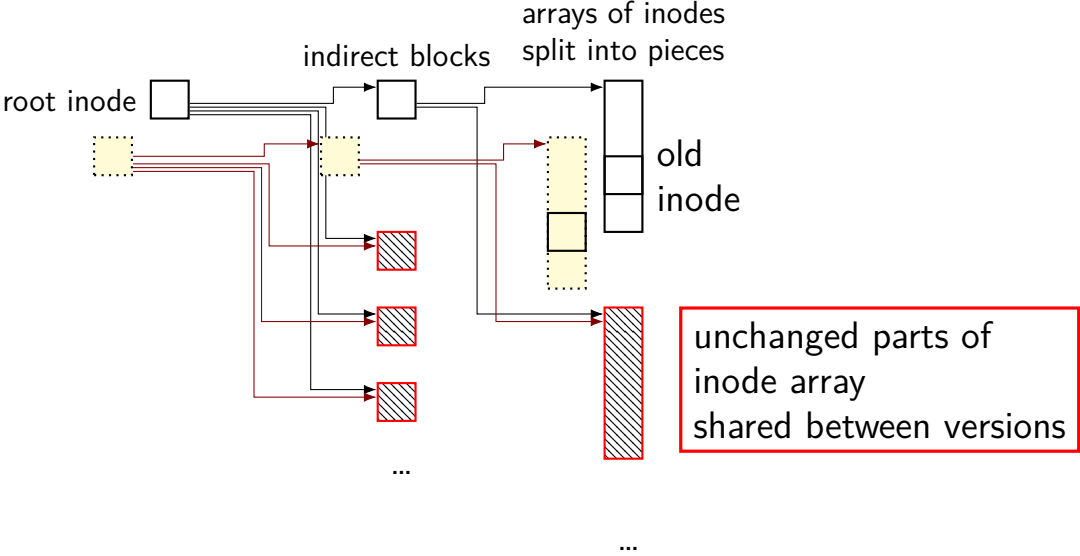 arrays of inodes
split into pieces
indirect blocks
root inode
old
inode
unchanged parts of
inode array
shared between versions
...
...